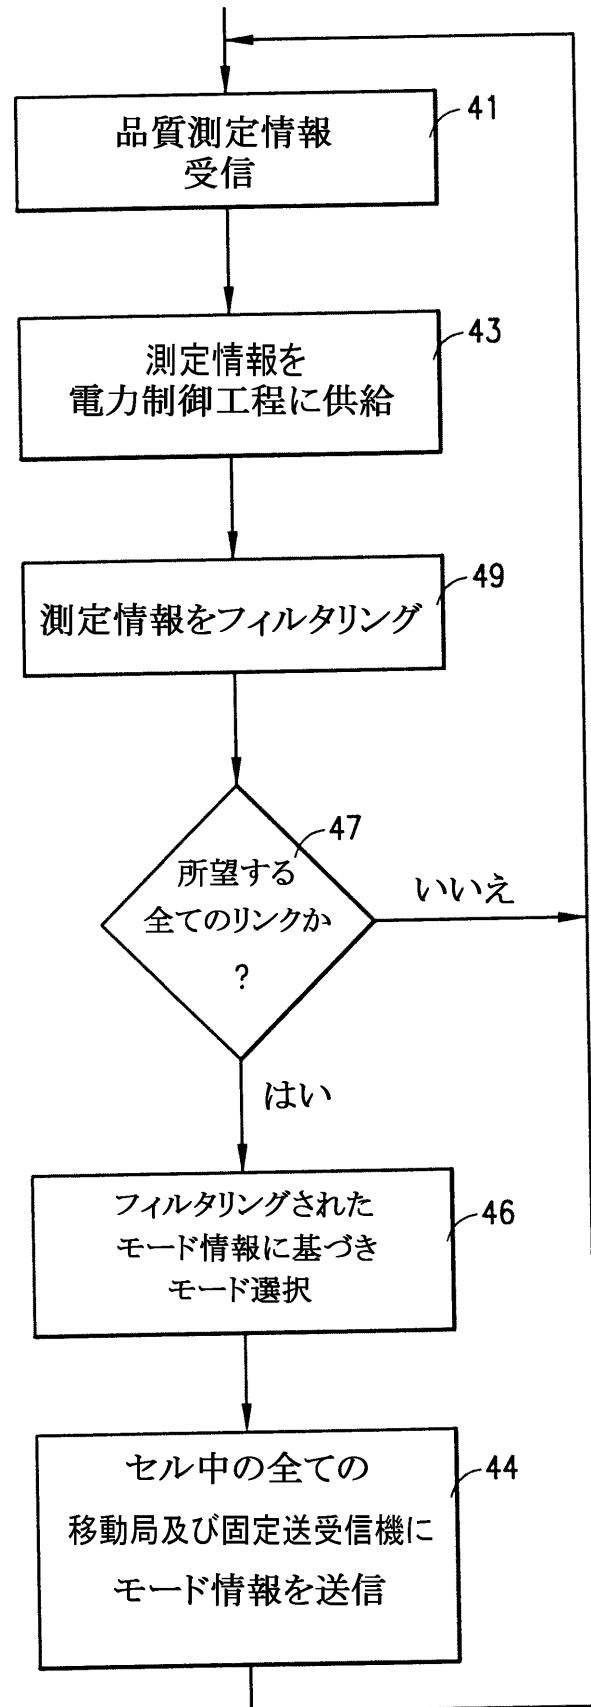 品質測定情報
受信
41
測定情報を
電力制御工程に供給
43
測定情報をフィルタリング
49
所望する
全てのリンクか
?
47
いいえ
はい
フィルタリングされた
モード情報に基づき
モード選択
46
セル中の全ての
移動局及び固定送受信機に
モード情報を送信
44